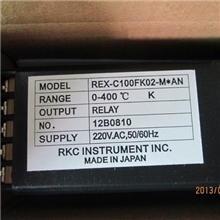 MODEL REX-C100FK02-M*AN
RANGE 0-400℃ K
OUTPUT RELAY
NO. 12B0810
SUPPLY 220V.AC,50/60Hz
RKC INSTRUMENT INC.
MADE IN JAPAN
2013/0